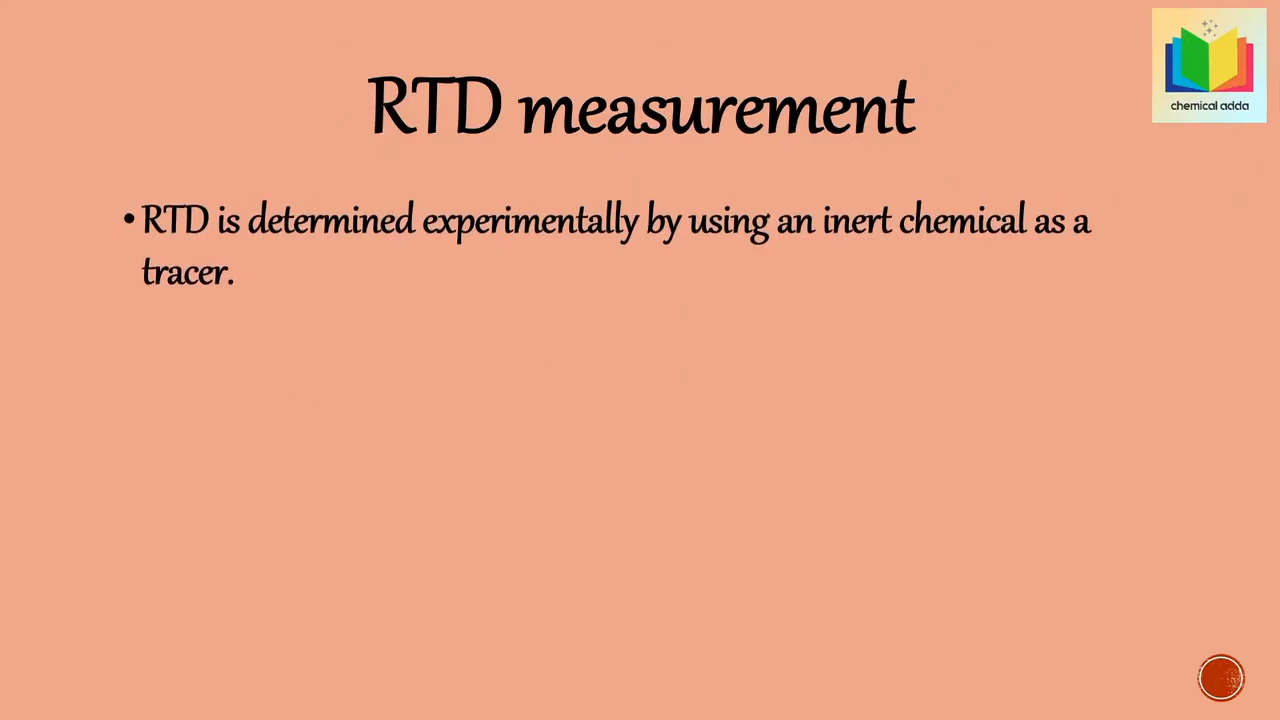 chemical adda
RTD measurement
• RTD is determined experimentally by using an inert chemical as a
tracer.